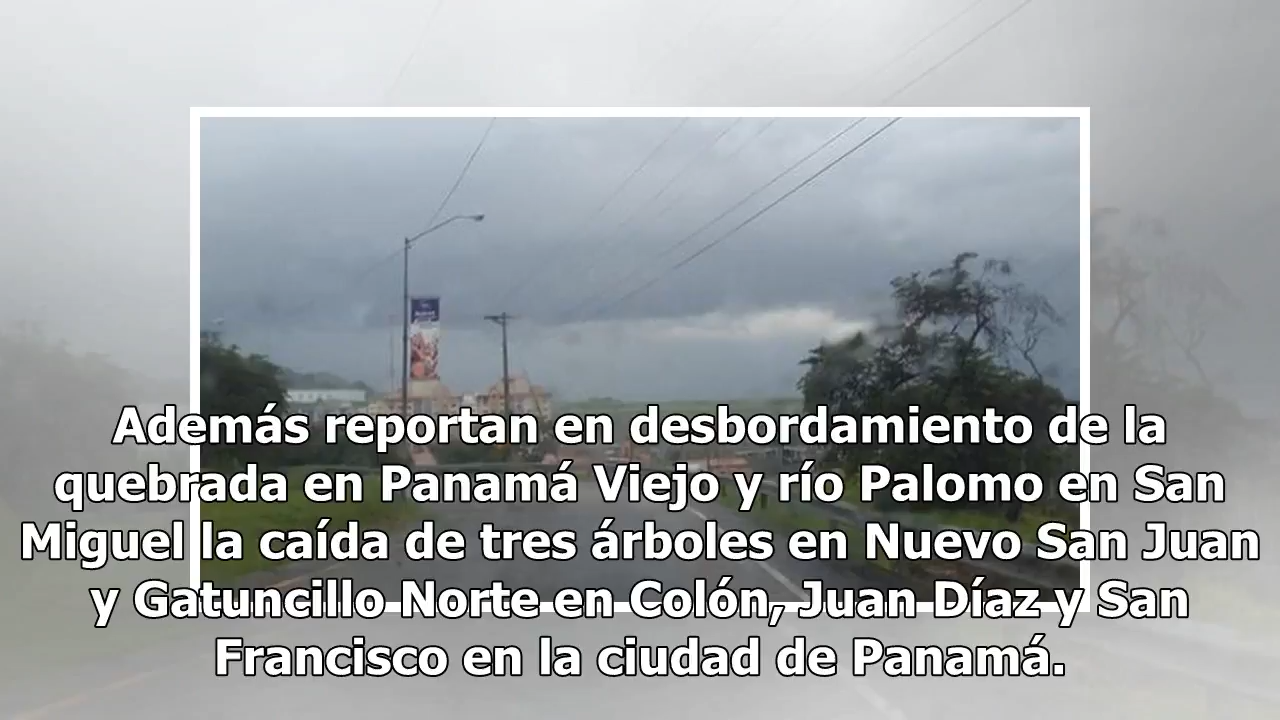 Además reportan en desbordamiento de la
quebrada en Panamá Viejo y río Palomo en San
Miguel la caída de tres árboles en Nuevo San Juan
y Gatuncillo Norte en Colón, Juan Díaz y San
Francisco en la ciudad de Panamá.